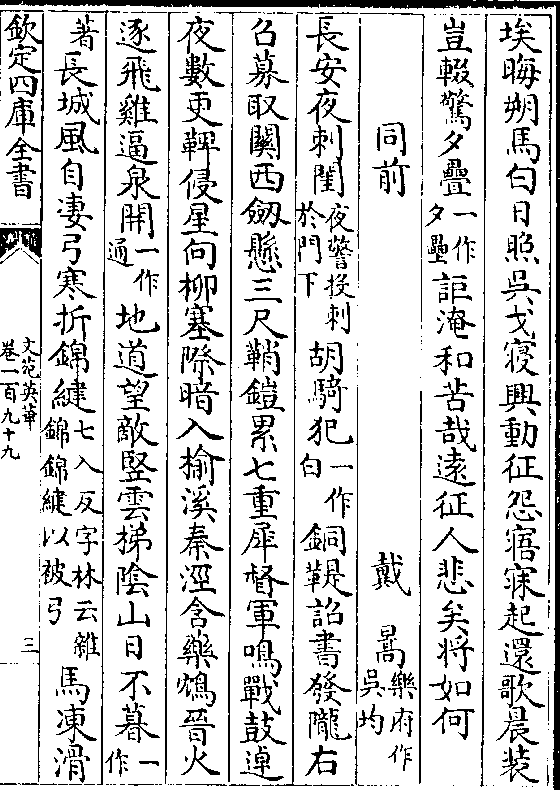 埃晦朔馬白日照吳戈寢興動征怨寤寐起還歌晨裝
豈輟驚夕疊一作夕壘詎淹和苦哉遠征人悲矣將如何
同前 戴暠樂府作吳均
長安夜刺閨夜警投刺於門下胡騎犯一作白銅鞮詔書發隴右
召募取關西劒懸三尺鞘鎧累七重犀督軍鳴戰鼓連
夜數更鞞侵星向柳塞際暗入榆溪秦涇含藥鴆晉火
逐飛雞逼泉開一作通地道望敵豎雲梯陰山日不暮一作
著長城風自凄弓寒折錦縫七入反字林云雜錦錦縫以被弓馬凍滑
欽定四庫全書
文苑英華
卷一百九十九
三